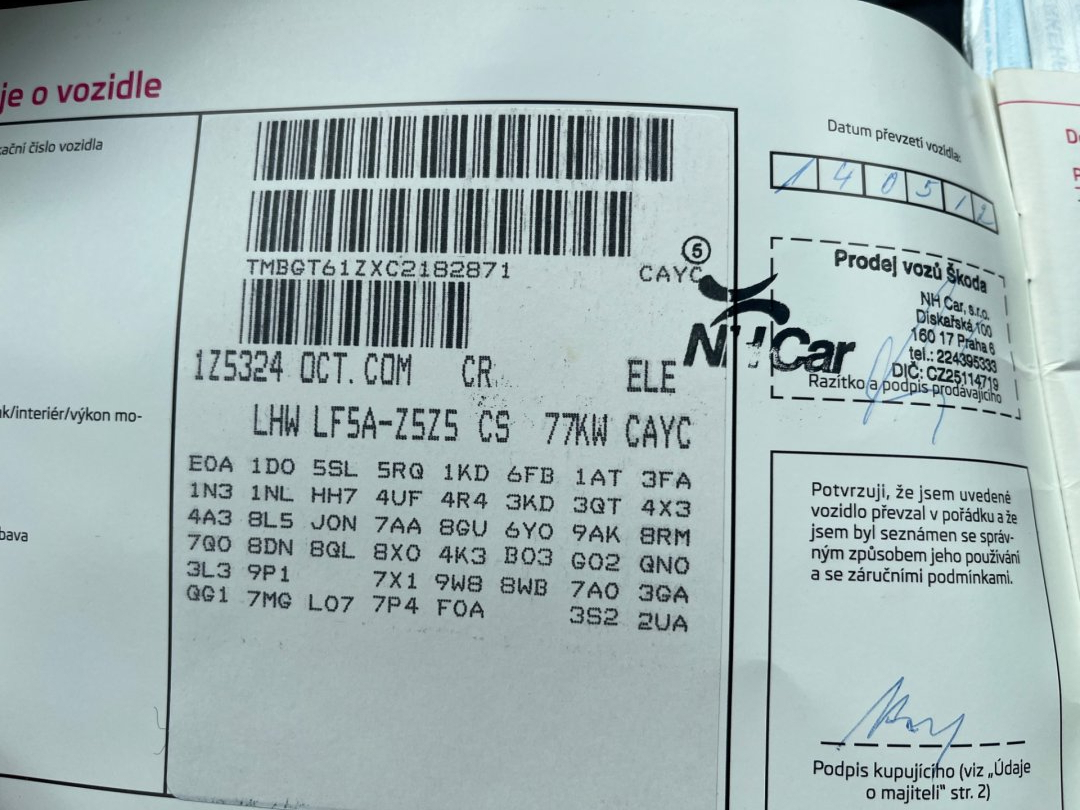 je o vozidle
kační číslo vozidla
TMBGT61ZXC2182871
5
CAYC
1Z5324 OCT. COM CR ELE
ak/interiér/výkon mo-
LHW LF5A-Z5Z5 CS 77KW CAYC
E0A 1D0 5SL 5RQ 1KD 6FB 1AT 3FA
1N3 1NL HH7 4UF 4R4 3KD 3QT 4X3
4A3 8L5 J0N 7AA 8GU 6Y0 9AK 8RM
bava
7Q0 8DN 8QL 8X0 4K3 B03 G02 QN0
3L3 9P1 7X1 9W8 8WB 7A0 3GA
QG1 7MG L07 7P4 F0A 3S2 2UA
Datum převzetí vozidla:
1 4 0 5 1 2
Prodej vozů Škoda
NH Car, s.r.o.
Diskařská 100
160 17 Praha 6
tel.: 224395333
DIČ: CZ25114719
NH Car
Razítko a podpis prodávajícího
Potvrzuji, že jsem uvedené
vozidlo převzal v pořádku a že
jsem byl seznámen se správ-
ným způsobem jeho používání
a se záručními podmínkami.
Podpis kupujícího (viz „Údaje
o majiteli" str. 2)